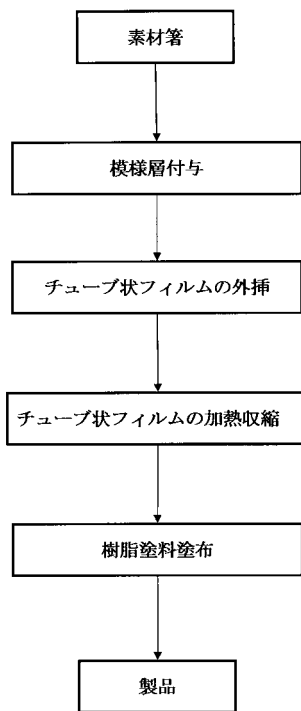 素材箸
模様層付与
チューブ状フィルムの外挿
チューブ状フィルムの加熱収縮
樹脂塗料塗布
製品